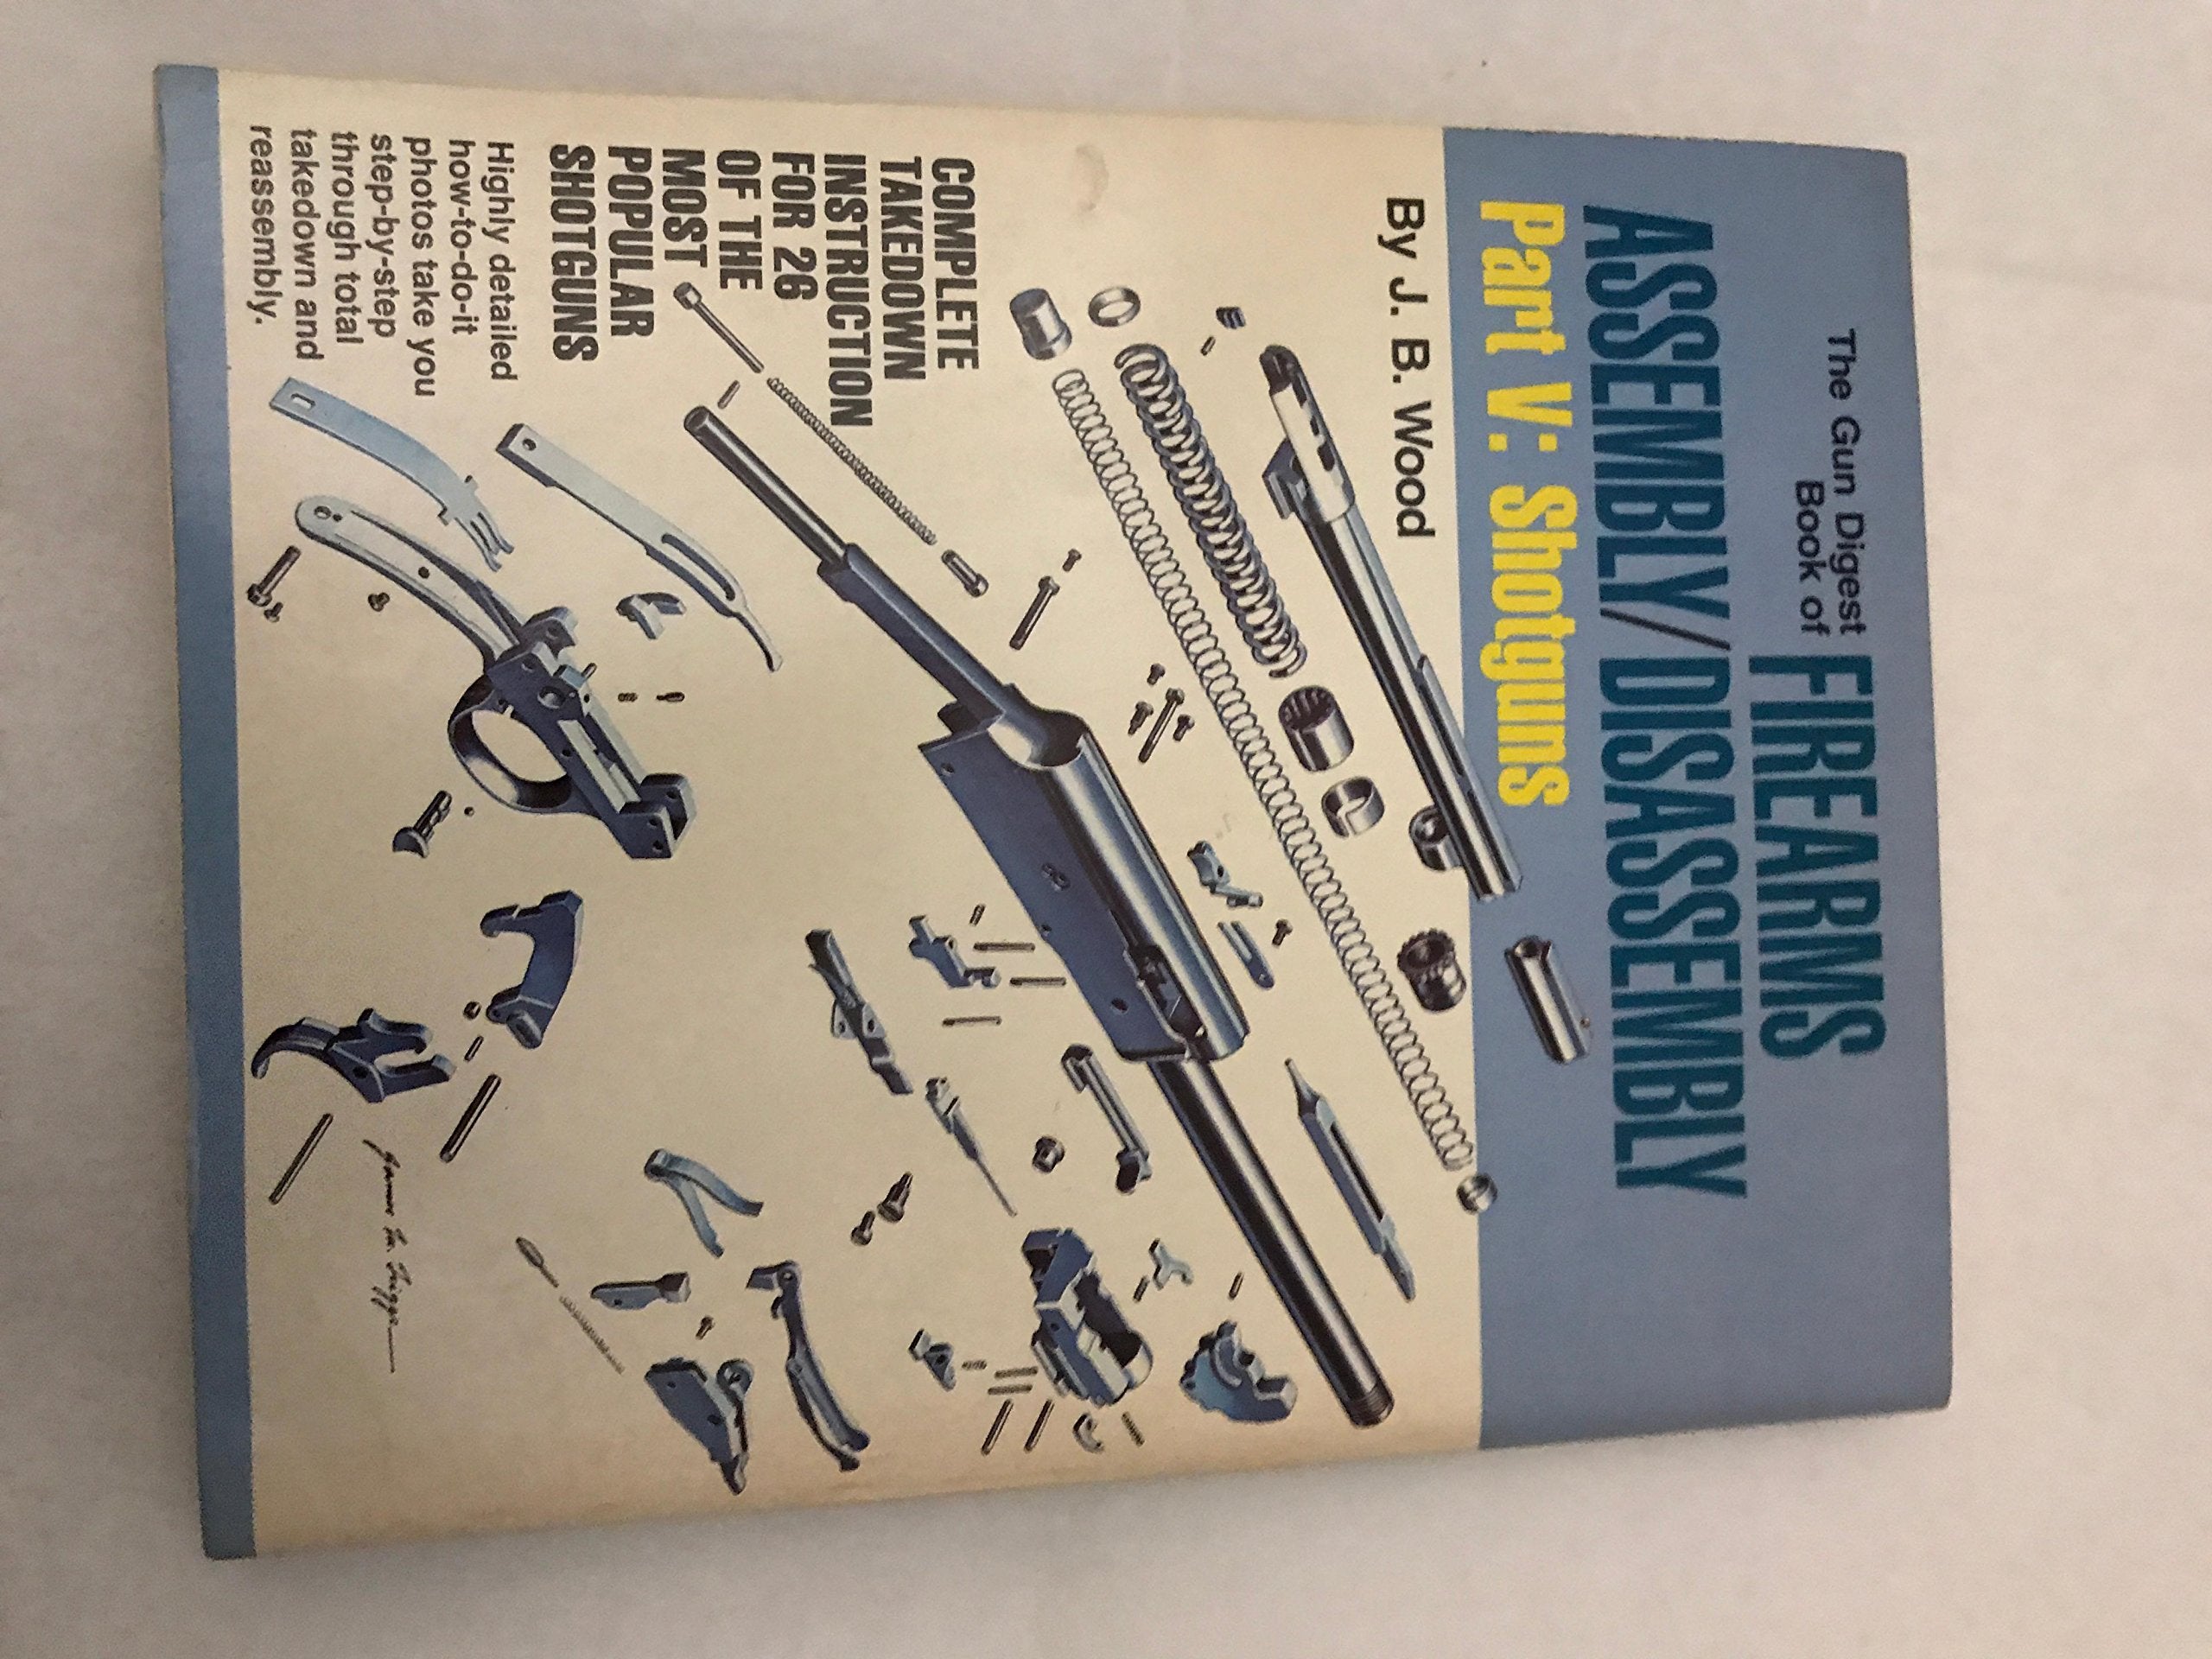 The Gun Digest
Book of FIREARMS
ASSEMBLY/DISASSEMBLY
Part V: Shotguns
By J. B. Wood
COMPLETE
TAKEDOWN
INSTRUCTION
FOR 26
OF THE
MOST
POPULAR
SHOTGUNS
Highly detailed
how-to-do-it
photos take you
step-by-step
through total
takedown and
reassembly.
James M. Triggs